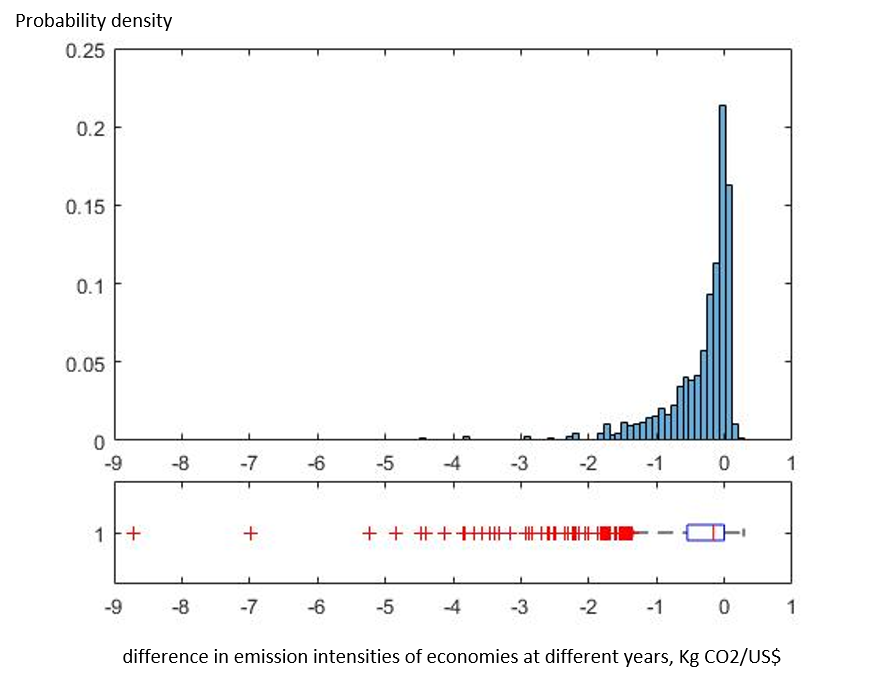 Probability density
0.25
0.2
0.15
0.1
0.05
0
-9 -8 -7 -6 -5 -4 -3 -2 -1 0 1
1
-9 -8 -7 -6 -5 -4 -3 -2 -1 0 1
difference in emission intensities of economies at different years, Kg CO2/US$